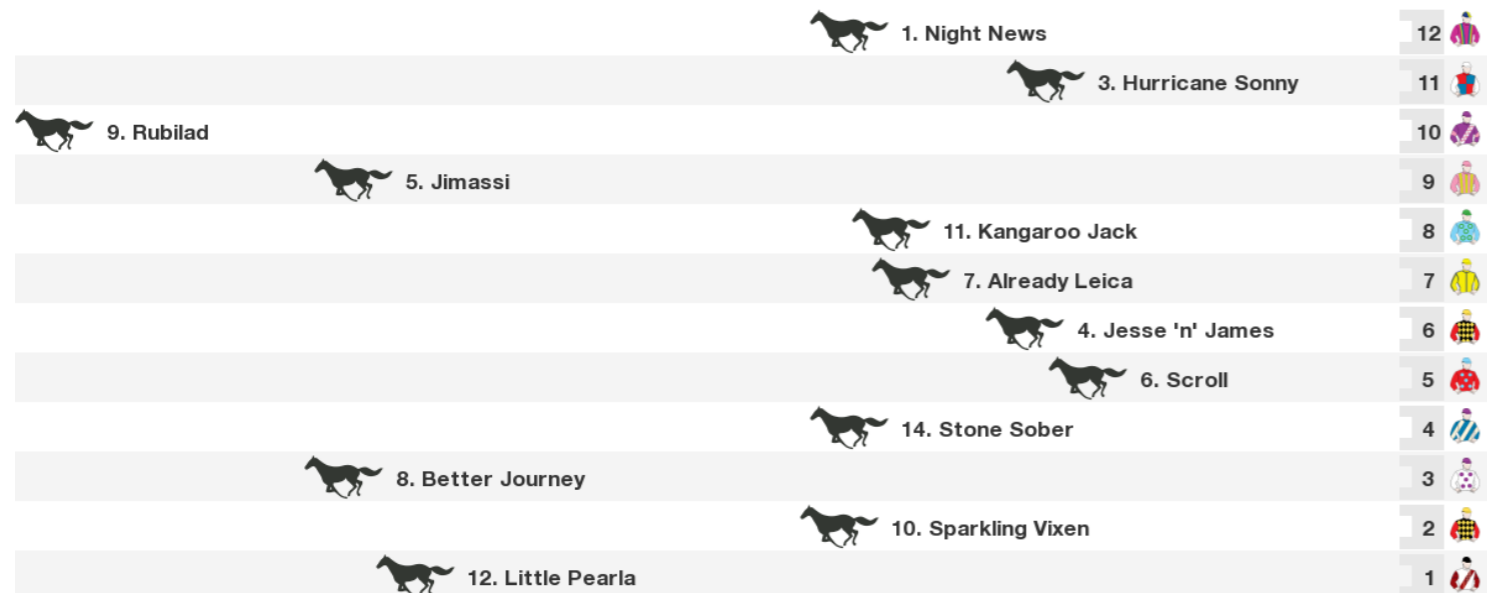 1. Night News 12
3. Hurricane Sonny 11
9. Rubilad 10
5. Jimassi 9
11. Kangaroo Jack 8
7. Already Leica 7
4. Jesse 'n' James 6
6. Scroll 5
14. Stone Sober 4
8. Better Journey 3
10. Sparkling Vixen 2
12. Little Pearla 1